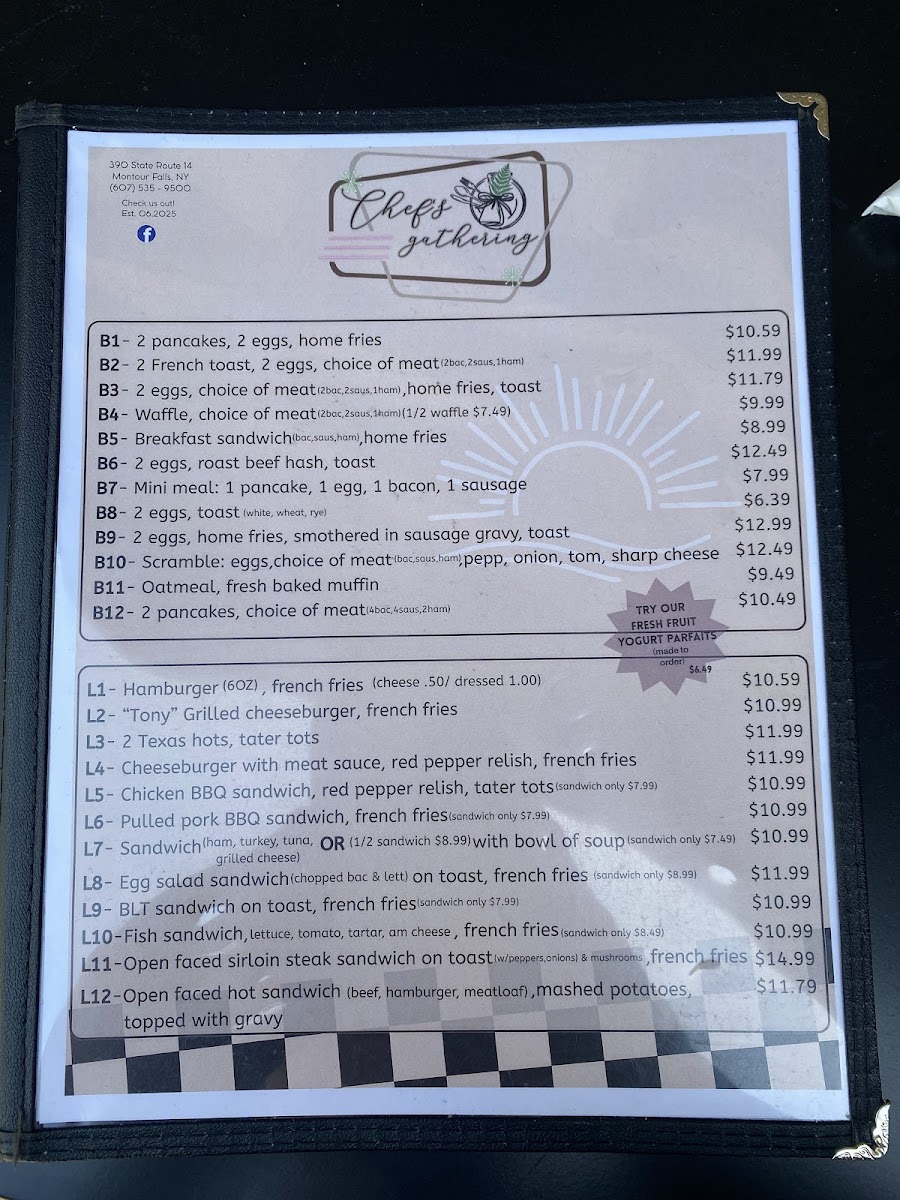 390 State Route 14
Montour Falls, NY
(607) 535 - 9500
Check us out!
Est. 06.2025
Chef's
gathering
B1- 2 pancakes, 2 eggs, home fries $10.59
B2- 2 French toast, 2 eggs, choice of meat(2bac,2saus,1ham) $11.99
B3- 2 eggs, choice of meat(2bac,2saus,1ham),home fries, toast $11.79
B4- Waffle, choice of meat(2bac,2saus,1ham)(1/2 waffle $7.49) $9.99
B5- Breakfast sandwich(bac,saus,ham),home fries $8.99
B6- 2 eggs, roast beef hash, toast $12.49
B7- Mini meal: 1 pancake, 1 egg, 1 bacon, 1 sausage $7.99
B8- 2 eggs, toast (white, wheat, rye) $6.39
B9- 2 eggs, home fries, smothered in sausage gravy, toast $12.99
B10- Scramble: eggs,choice of meat(bac,saus,ham),pepp, onion, tom, sharp cheese $12.49
B11- Oatmeal, fresh baked muffin $9.49
B12- 2 pancakes, choice of meat(4bac,4saus,2ham) $10.49
TRY OUR
FRESH FRUIT
YOGURT PARFAITS
(made to
order)
$6.49
L1- Hamburger (6OZ), french fries (cheese .50/ dressed 1.00) $10.59
L2- "Tony" Grilled cheeseburger, french fries $10.99
L3- 2 Texas hots, tater tots $11.99
L4- Cheeseburger with meat sauce, red pepper relish, french fries $11.99
L5- Chicken BBQ sandwich, red pepper relish, tater tots(sandwich only $7.99) $10.99
L6- Pulled pork BBQ sandwich, french fries(sandwich only $7.99) $10.99
L7- Sandwich(ham, turkey, tuna, OR (1/2 sandwich $8.99)with bowl of soup(sandwich only $7.49) $10.99
grilled cheese)
L8- Egg salad sandwich(chopped bac & lett) on toast, french fries (sandwich only $8.99) $11.99
L9- BLT sandwich on toast, french fries(sandwich only $7.99) $10.99
L10-Fish sandwich,lettuce, tomato, tartar, am cheese, french fries(sandwich only $8.49) $10.99
L11-Open faced sirloin steak sandwich on toast(w/peppers,onions) & mushrooms ,french fries $14.99
L12-Open faced hot sandwich (beef, hamburger, meatloaf),mashed potatoes, $11.79
topped with gravy